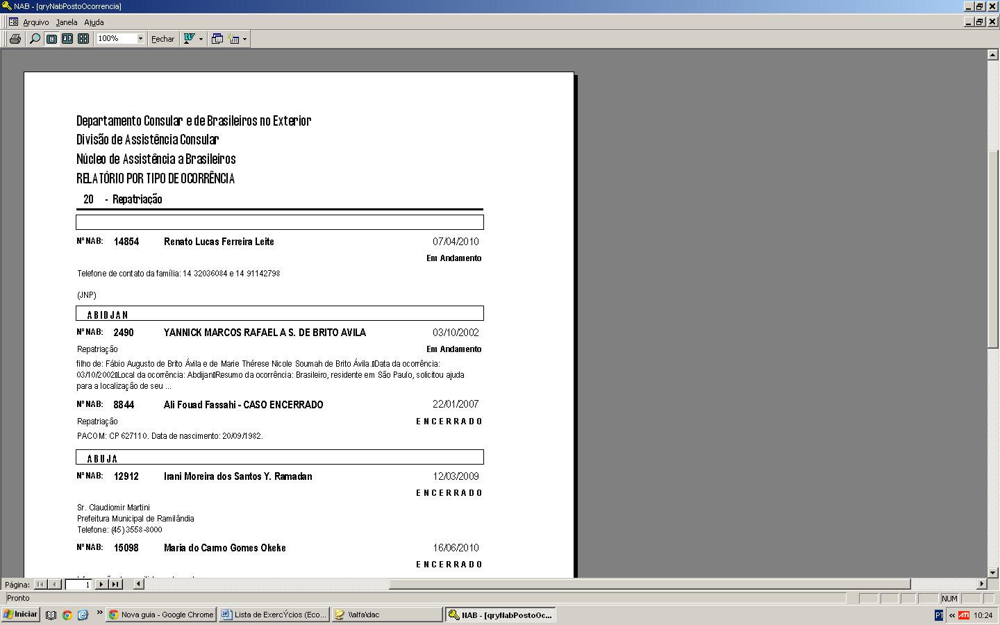 NAB - [qryNabPostoOcorrencia]
Arquivo Janela Ajuda
100% Fechar
Departamento Consular e de Brasileiros no Exterior
Divisão de Assistência Consular
Núcleo de Assistência a Brasileiros
RELATÓRIO POR TIPO DE OCORRÊNCIA
20 - Repatriação
Nº NAB: 14854 Renato Lucas Ferreira Leite 07/04/2010
Em Andamento
Telefone de contato da família: 14 32036084 e 14 91142798
(JNP)
ABIDJAN
Nº NAB: 2490 YANNICK MARCOS RAFAEL A S. DE BRITO AVILA 03/10/2002
Repatriação Em Andamento
filho de: Fábio Augusto de Brito Ávila e de Marie Thérese Nicole Soumah de Brito Ávila.▯Data da ocorrência:
03/10/2002▯Local da ocorrência: Abdijan▯Resumo da ocorrência: Brasileiro, residente em São Paulo, solicitou ajuda
para a localização de seu ...
Nº NAB: 8844 Ali Fouad Fassahi - CASO ENCERRADO 22/01/2007
Repatriação ENCERRADO
PACOM: CP 627110. Data de nascimento: 20/09/1982.
ABUJA
Nº NAB: 12912 Irani Moreira dos Santos Y. Ramadan 12/03/2009
ENCERRADO
Sr. Claudiomir Martini
Prefeitura Municipal de Ramilândia
Telefone: (45) 3558-8000
Nº NAB: 15098 Maria do Carmo Gomes Okeke 16/06/2010
ENCERRADO
Página: 1
Pronto NUM
Iniciar » Nova guia - Google Chrome Lista de ExercÝcios (Eco... \\alfa\dac NAB - [qryNabPostoOc... PT « ATI 10:24